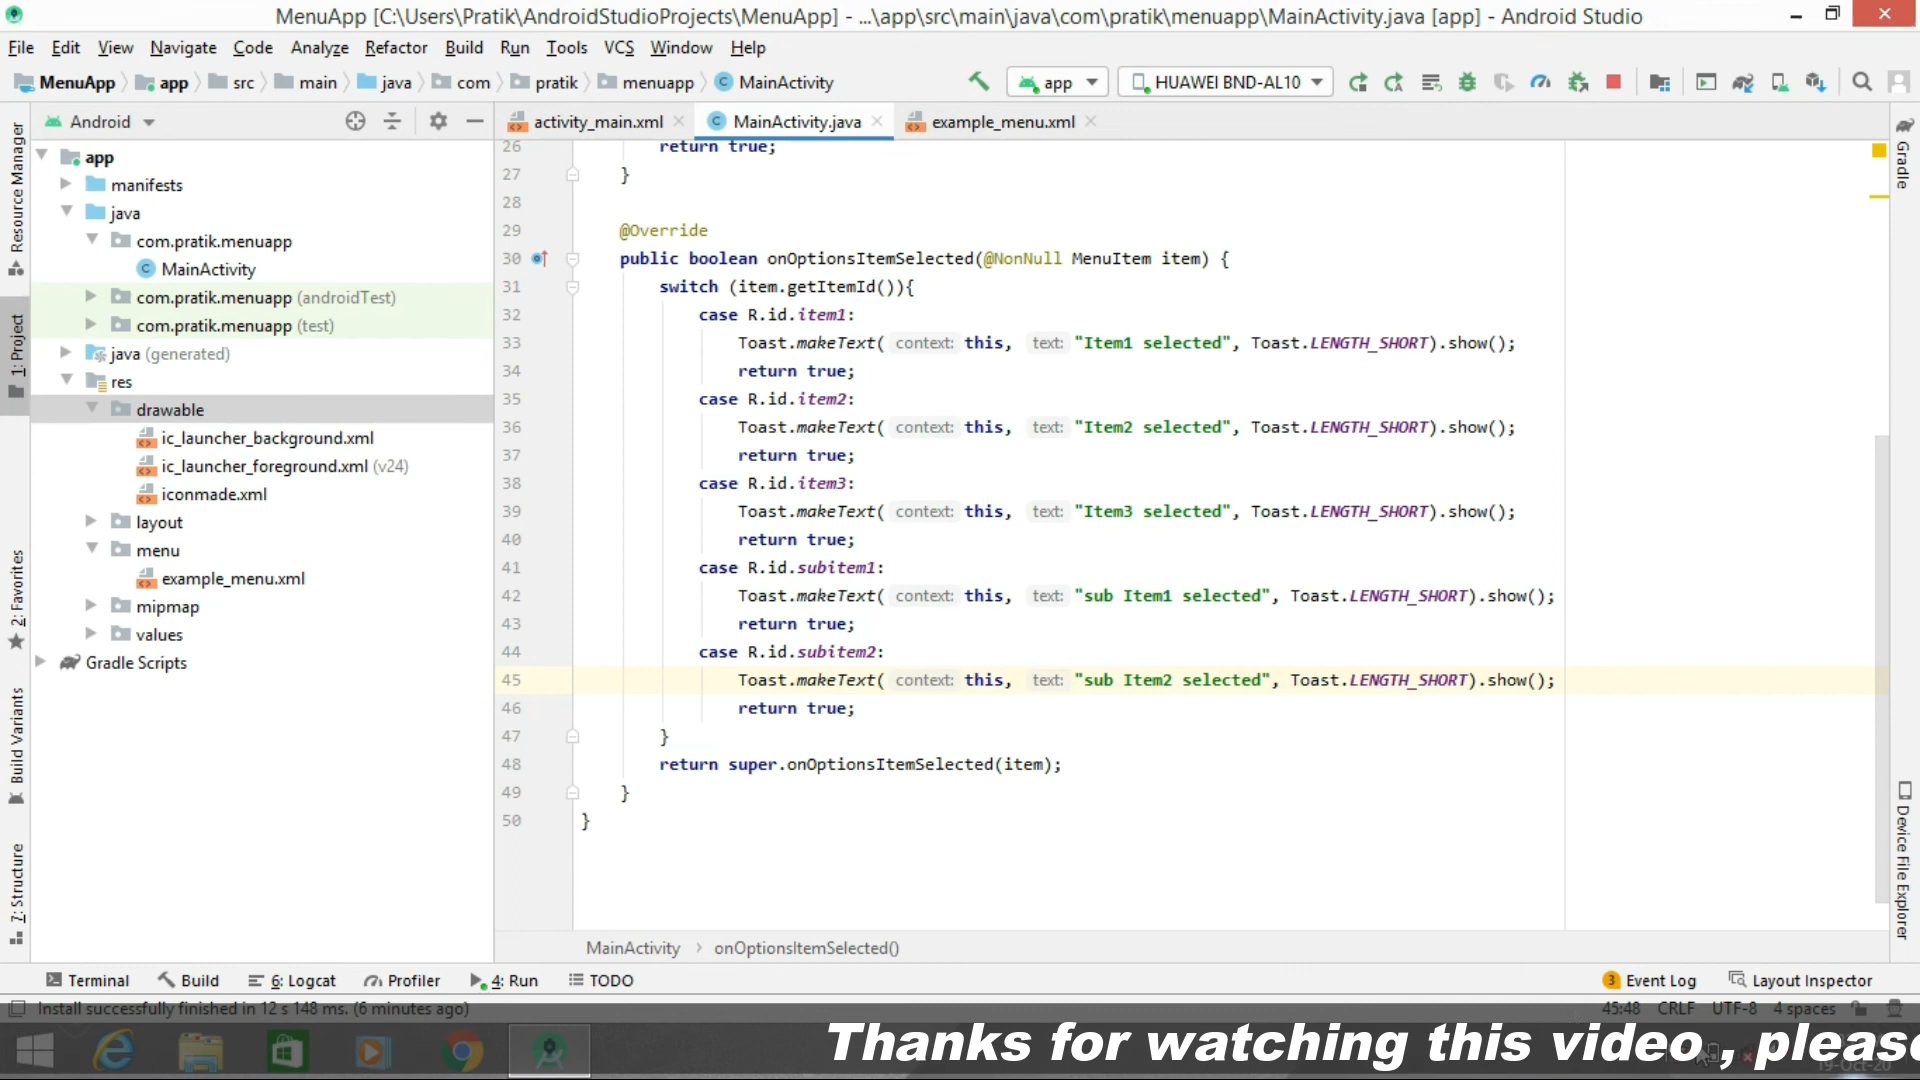 MenuApp [C:\Users\Pratik\AndroidStudioProjects\MenuApp] - ...\app\src\main\java\com\pratik\menuapp\MainActivity.java [app] - Android Studio
File Edit View Navigate Code Analyze Refactor Build Run Tools VCS Window Help
MenuApp app src main java com pratik menuapp MainActivity app HUAWEI BND-AL10
Android
activity_main.xml MainActivity.java example_menu.xml
Resource Manager
1: Project
2: Favorites
Build Variants
7: Structure
app
manifests
java
com.pratik.menuapp
MainActivity
com.pratik.menuapp (androidTest)
com.pratik.menuapp (test)
java (generated)
res
drawable
ic_launcher_background.xml
ic_launcher_foreground.xml (v24)
iconmade.xml
layout
menu
example_menu.xml
mipmap
values
Gradle Scripts
26 return true;
27 }
28
29 @Override
30 public boolean onOptionsItemSelected(@NonNull MenuItem item) {
31 switch (item.getItemId()){
32 case R.id.item1:
33 Toast.makeText( context: this, text: "Item1 selected", Toast.LENGTH_SHORT).show();
34 return true;
35 case R.id.item2:
36 Toast.makeText( context: this, text: "Item2 selected", Toast.LENGTH_SHORT).show();
37 return true;
38 case R.id.item3:
39 Toast.makeText( context: this, text: "Item3 selected", Toast.LENGTH_SHORT).show();
40 return true;
41 case R.id.subitem1:
42 Toast.makeText( context: this, text: "sub Item1 selected", Toast.LENGTH_SHORT).show();
43 return true;
44 case R.id.subitem2:
45 Toast.makeText( context: this, text: "sub Item2 selected", Toast.LENGTH_SHORT).show();
46 return true;
47 }
48 return super.onOptionsItemSelected(item);
49 }
50 }
Gradle
Device File Explorer
MainActivity › onOptionsItemSelected()
Terminal Build 6: Logcat Profiler 4: Run TODO 3 Event Log Layout Inspector
Install successfully finished in 12 s 148 ms. (6 minutes ago) 45:48 CRLF UTF-8 4 spaces
Thanks for watching this video , please
19-Oct-20